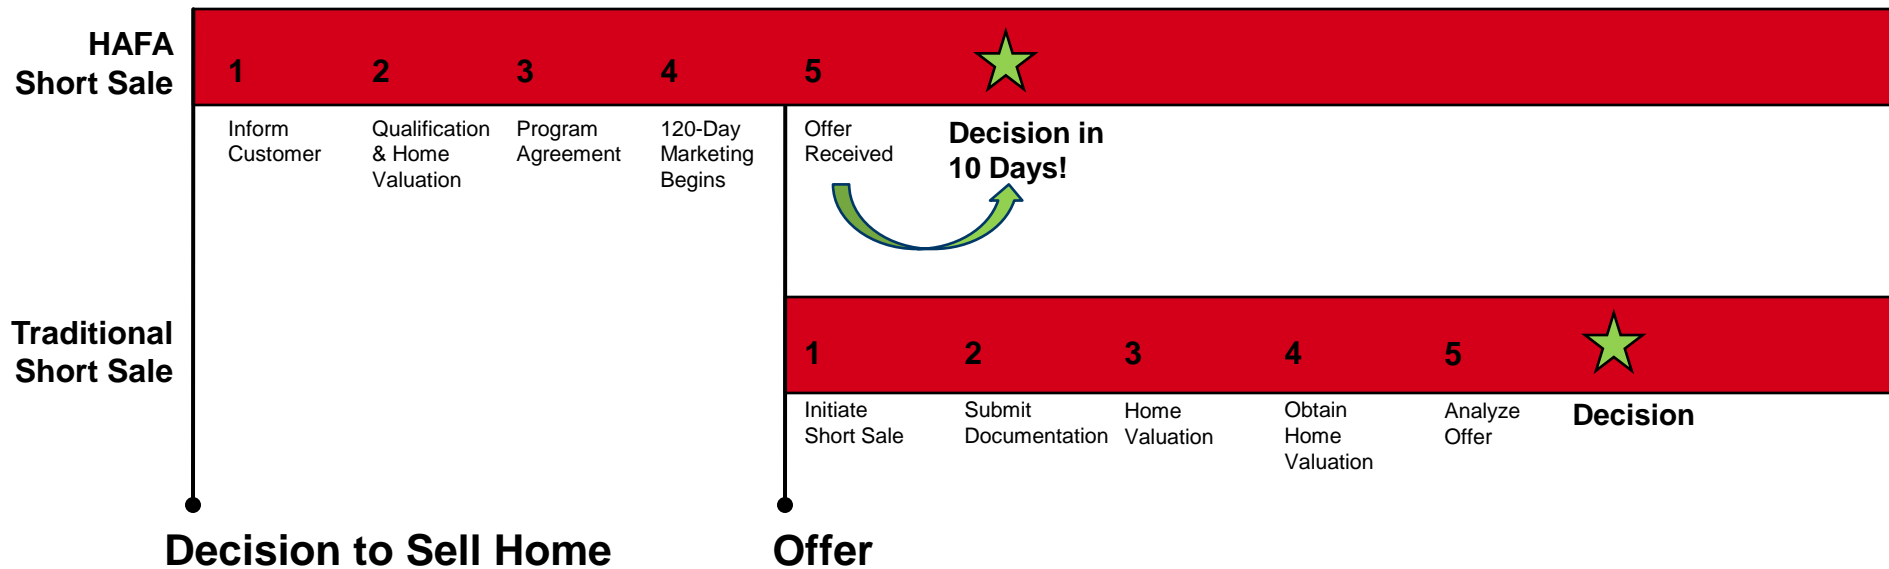 HAFA
Short Sale
1
2
3
4
5
Inform
Customer
Qualification
& Home
Valuation
Program
Agreement
120-Day
Marketing
Begins
Offer
Received
Decision in
10 Days!
Traditional
Short Sale
1
2
3
4
5
Initiate
Short Sale
Submit
Documentation
Home
Valuation
Obtain
Home
Valuation
Analyze
Offer
Decision
Decision to Sell Home
Offer